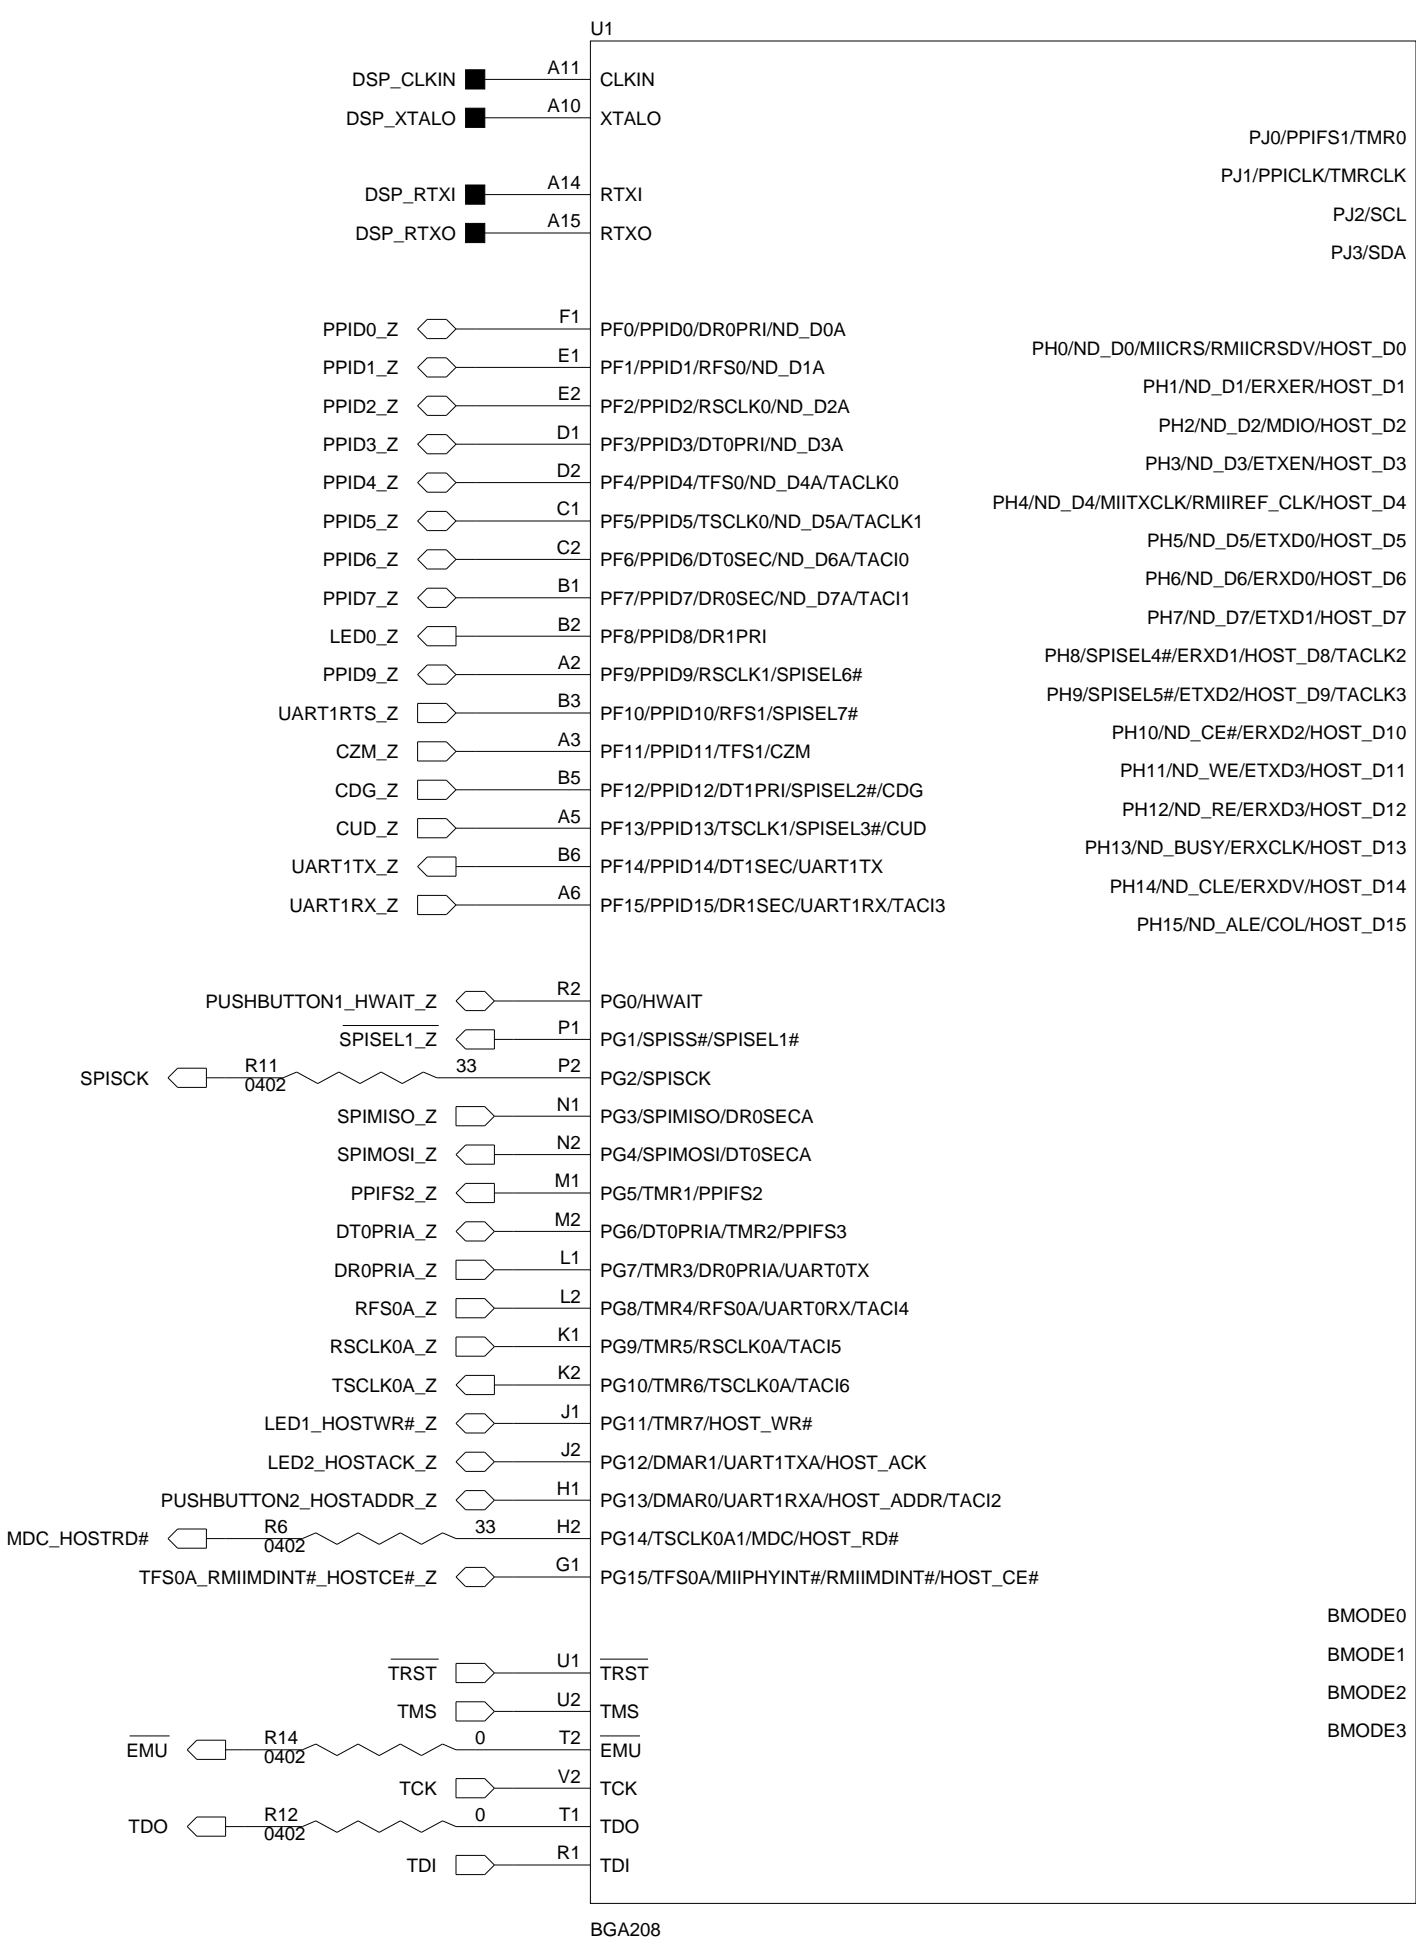 U1
DSP_CLKIN A11 CLKIN
DSP_XTALO A10 XTALO
PJ0/PPIFS1/TMR0
PJ1/PPICLK/TMRCLK
DSP_RTXI A14 RTXI
PJ2/SCL
DSP_RTXO A15 RTXO
PJ3/SDA
PPID0_Z F1 PF0/PPID0/DR0PRI/ND_D0A
PH0/ND_D0/MIICRS/RMIICRSDV/HOST_D0
PPID1_Z E1 PF1/PPID1/RFS0/ND_D1A
PH1/ND_D1/ERXER/HOST_D1
PPID2_Z E2 PF2/PPID2/RSCLK0/ND_D2A
PH2/ND_D2/MDIO/HOST_D2
PPID3_Z D1 PF3/PPID3/DT0PRI/ND_D3A
PH3/ND_D3/ETXEN/HOST_D3
PPID4_Z D2 PF4/PPID4/TFS0/ND_D4A/TACLK0
PH4/ND_D4/MIITXCLK/RMIIREF_CLK/HOST_D4
PPID5_Z C1 PF5/PPID5/TSCLK0/ND_D5A/TACLK1
PH5/ND_D5/ETXD0/HOST_D5
PPID6_Z C2 PF6/PPID6/DT0SEC/ND_D6A/TACI0
PH6/ND_D6/ERXD0/HOST_D6
PPID7_Z B1 PF7/PPID7/DR0SEC/ND_D7A/TACI1
PH7/ND_D7/ETXD1/HOST_D7
LED0_Z B2 PF8/PPID8/DR1PRI
PH8/SPISEL4#/ERXD1/HOST_D8/TACLK2
PPID9_Z A2 PF9/PPID9/RSCLK1/SPISEL6#
PH9/SPISEL5#/ETXD2/HOST_D9/TACLK3
UART1RTS_Z B3 PF10/PPID10/RFS1/SPISEL7#
PH10/ND_CE#/ERXD2/HOST_D10
CZM_Z A3 PF11/PPID11/TFS1/CZM
PH11/ND_WE/ETXD3/HOST_D11
CDG_Z B5 PF12/PPID12/DT1PRI/SPISEL2#/CDG
PH12/ND_RE/ERXD3/HOST_D12
CUD_Z A5 PF13/PPID13/TSCLK1/SPISEL3#/CUD
PH13/ND_BUSY/ERXCLK/HOST_D13
UART1TX_Z B6 PF14/PPID14/DT1SEC/UART1TX
PH14/ND_CLE/ERXDV/HOST_D14
UART1RX_Z A6 PF15/PPID15/DR1SEC/UART1RX/TACI3
PH15/ND_ALE/COL/HOST_D15
PUSHBUTTON1_HWAIT_Z R2 PG0/HWAIT
SPISEL1_Z P1 PG1/SPISS#/SPISEL1#
SPISCK R11 0402 33 P2 PG2/SPISCK
SPIMISO_Z N1 PG3/SPIMISO/DR0SECA
SPIMOSI_Z N2 PG4/SPIMOSI/DT0SECA
PPIFS2_Z M1 PG5/TMR1/PPIFS2
DT0PRIA_Z M2 PG6/DT0PRIA/TMR2/PPIFS3
DR0PRIA_Z L1 PG7/TMR3/DR0PRIA/UART0TX
RFS0A_Z L2 PG8/TMR4/RFS0A/UART0RX/TACI4
RSCLK0A_Z K1 PG9/TMR5/RSCLK0A/TACI5
TSCLK0A_Z K2 PG10/TMR6/TSCLK0A/TACI6
LED1_HOSTWR#_Z J1 PG11/TMR7/HOST_WR#
LED2_HOSTACK_Z J2 PG12/DMAR1/UART1TXA/HOST_ACK
PUSHBUTTON2_HOSTADDR_Z H1 PG13/DMAR0/UART1RXA/HOST_ADDR/TACI2
MDC_HOSTRD# R6 0402 33 H2 PG14/TSCLK0A1/MDC/HOST_RD#
TFS0A_RMIIMDINT#_HOSTCE#_Z G1 PG15/TFS0A/MIIPHYINT#/RMIIMDINT#/HOST_CE#
BMODE0
BMODE1
TRST U1 TRST
BMODE2
TMS U2 TMS
BMODE3
EMU R14 0402 0 T2 EMU
TCK V2 TCK
TDO R12 0402 0 T1 TDO
TDI R1 TDI
BGA208